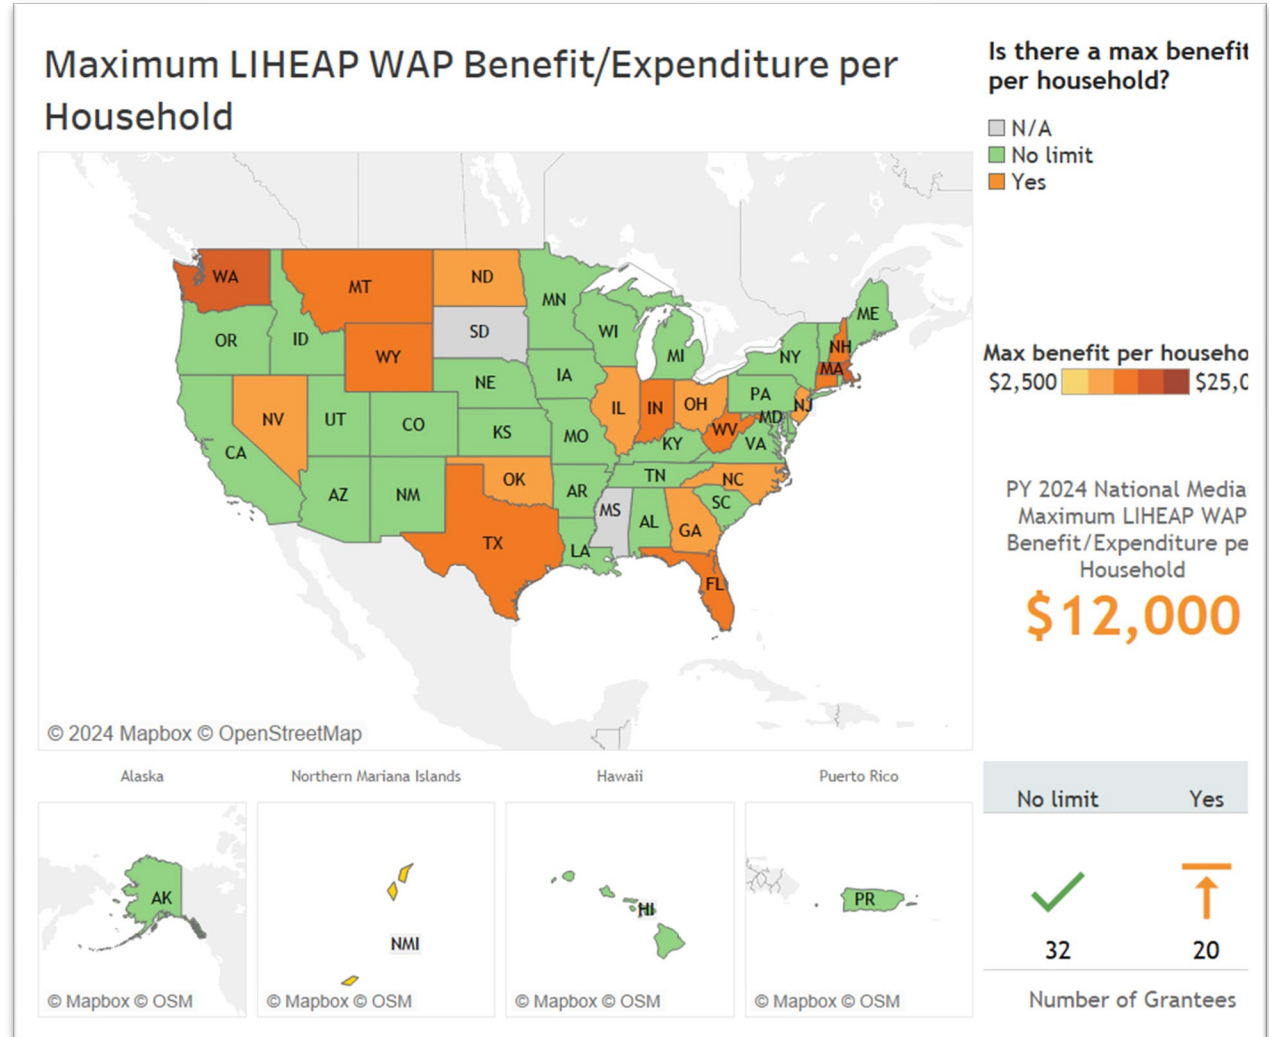 Maximum LIHEAP WAP Benefit/Expenditure per
Household
Is there a max benefit
per household?
N/A
No limit
Yes
WA
MT
ND
MN
ME
OR
ID
WY
SD
WI
MI
NY
NH
MA
NE
IA
PA
NJ
NV
UT
CO
IL
IN
OH
MD
CA
KS
MO
KY
WV
VA
AZ
NM
OK
AR
TN
NC
SC
MS
AL
GA
TX
LA
FL
© 2024 Mapbox © OpenStreetMap
Max benefit per househo
$2,500 $25,0
PY 2024 National Media
Maximum LIHEAP WAP
Benefit/Expenditure pe
Household
$12,000
Alaska Northern Mariana Islands Hawaii Puerto Rico
AK
NMI
HI
PR
© Mapbox © OSM © Mapbox © OSM © Mapbox © OSM © Mapbox © OSM
No limit Yes
32 20
Number of Grantees